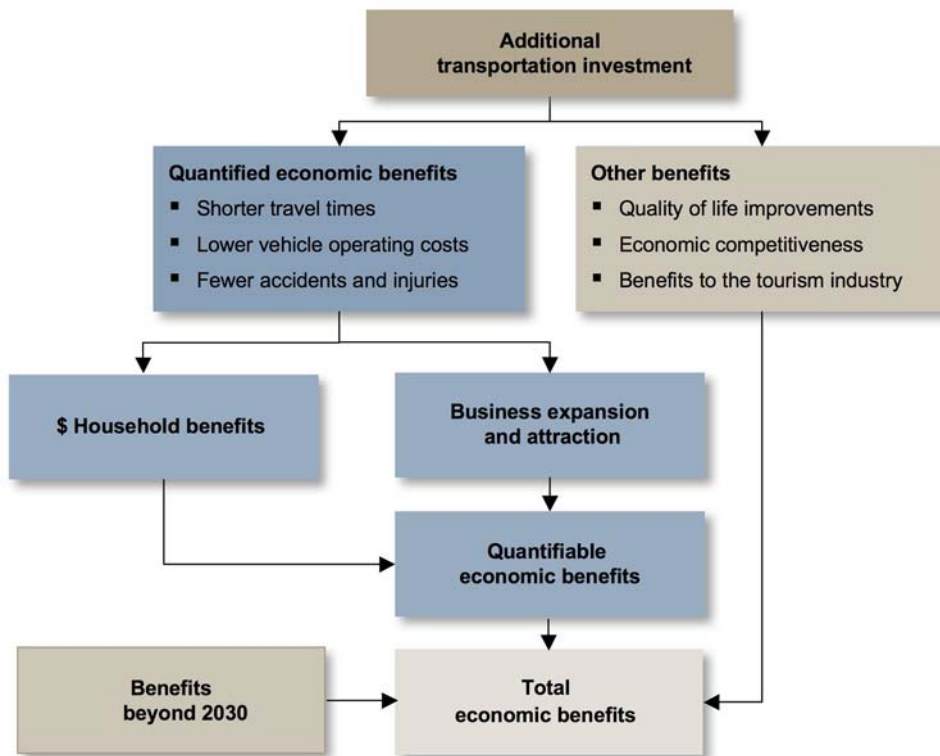 Additional
transportation investment
Quantified economic benefits
▪ Shorter travel times
▪ Lower vehicle operating costs
▪ Fewer accidents and injuries
Other benefits
▪ Quality of life improvements
▪ Economic competitiveness
▪ Benefits to the tourism industry
$ Household benefits
Business expansion
and attraction
Quantifiable
economic benefits
Benefits
beyond 2030
Total
economic benefits